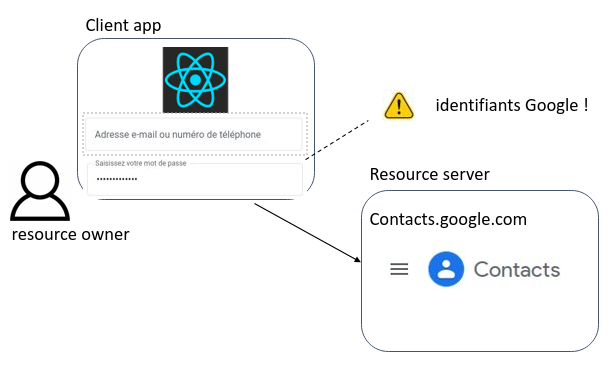 Client app
Adresse e-mail ou numéro de téléphone
Saisissez votre mot de passe
•••••••••••••
resource owner
identifiants Google !
Resource server
Contacts.google.com
Contacts